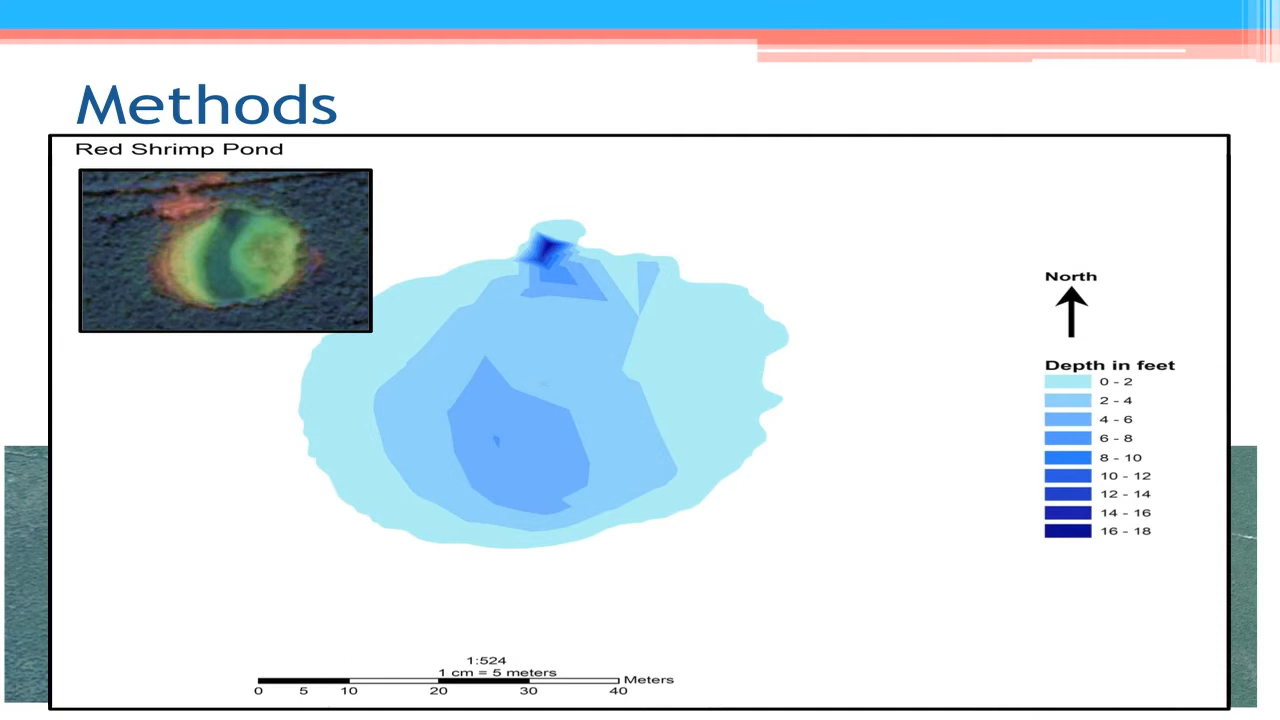 Methods
Red Shrimp Pond
North
Depth in feet
0 - 2
2 - 4
4 - 6
6 - 8
8 - 10
10 - 12
12 - 14
14 - 16
16 - 18
1:524
1 cm = 5 meters
Meters
0 5 10 20 30 40